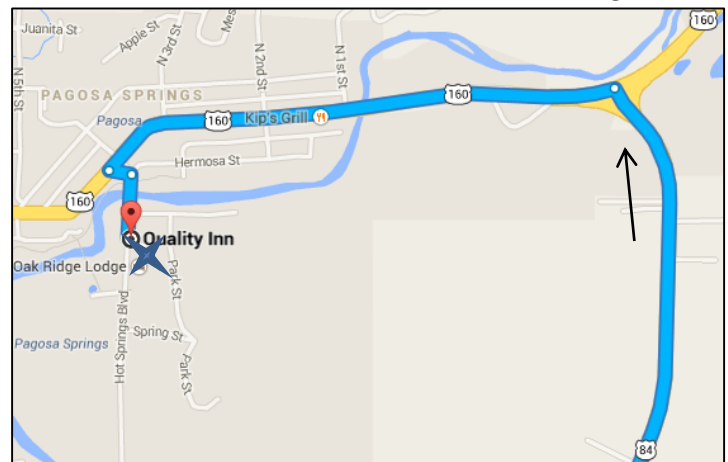 160
Juanita St
Apple St
N 3rd St
Mes
N 5th St
N 2nd St
N 1st St
PAGOSA SPRINGS
160
Pagosa
160
Kip's Grill
Hermosa St
160
Quality Inn
Oak Ridge Lodge
Park St
Hot Springs Blvd
Spring St
Pagosa Springs
Park St
84